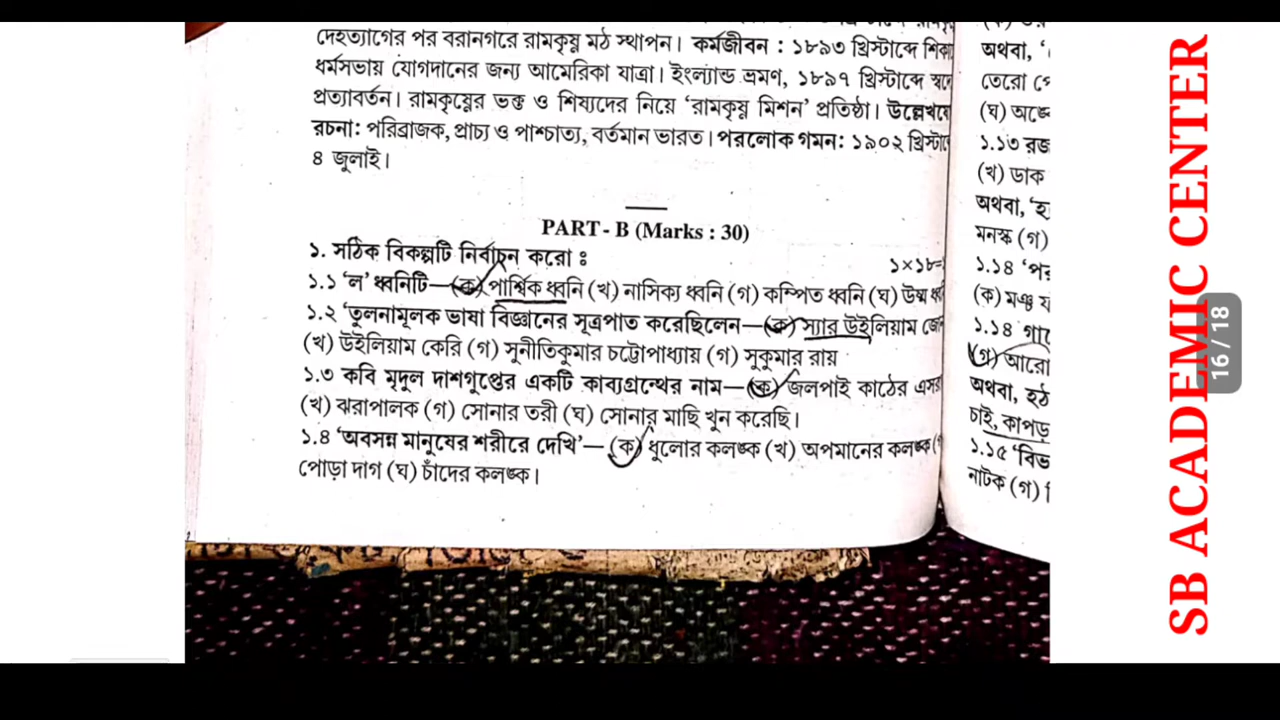 দেহত্যাগের পর বরানগরে রামকৃষ্ণ মঠ স্থাপন। কর্মজীবন : ১৮৯৩ খ্রিস্টাব্দে শিকা
ধর্মসভায় যোগদানের জন্য আমেরিকা যাত্রা। ইংল্যান্ড ভ্রমণ, ১৮৯৭ খ্রিস্টাব্দে স্বদে
প্রত্যাবর্তন। রামকৃষ্ণের ভক্ত ও শিষ্যদের নিয়ে ‘রামকৃষ্ণ মিশন’ প্রতিষ্ঠা। উল্লেখযো
রচনা: পরিব্রাজক, প্রাচ্য ও পাশ্চাত্য, বর্তমান ভারত। পরলোক গমন: ১৯০২ খ্রিস্টাব্দে
৪ জুলাই।
PART - B (Marks : 30)
১. সঠিক বিকল্পটি নির্বাচন করো ঃ
১×১৮=
১.১ ‘ল’ ধ্বনিটি—(ক) পার্শ্বিক ধ্বনি (খ) নাসিক্য ধ্বনি (গ) কম্পিত ধ্বনি (ঘ) উষ্ম ধ্ব
১.২ ‘তুলনামূলক ভাষা বিজ্ঞানের সূত্রপাত করেছিলেন—(ক) স্যার উইলিয়াম জোন
(খ) উইলিয়াম কেরি (গ) সুনীতিকুমার চট্টোপাধ্যায় (গ) সুকুমার রায়
১.৩ কবি মৃদুল দাশগুপ্তের একটি কাব্যগ্রন্থের নাম—(ক) জলপাই কাঠের এসরা
(খ) ঝরাপালক (গ) সোনার তরী (ঘ) সোনার মাছি খুন করেছি।
১.৪ ‘অবসন্ন মানুষের শরীরে দেখি’—(ক) ধুলোর কলঙ্ক (খ) অপমানের কলঙ্ক (গ
পোড়া দাগ (ঘ) চাঁদের কলঙ্ক।
অথবা, ‘
তেরো পে
(ঘ) অঙ্কে
১.১৩ রজ
(খ) ডাক
অথবা, ‘হ
মনস্ক (গ)
১.১৪ ‘পর
(ক) মঞ্চ য
১.১৪ গা
(গ) আরো
অথবা, হঠ
চাই, কাপড়
১.১৫ ‘বিভ
নাটক (গ)
SB ACADEMIC CENTER
16 / 18